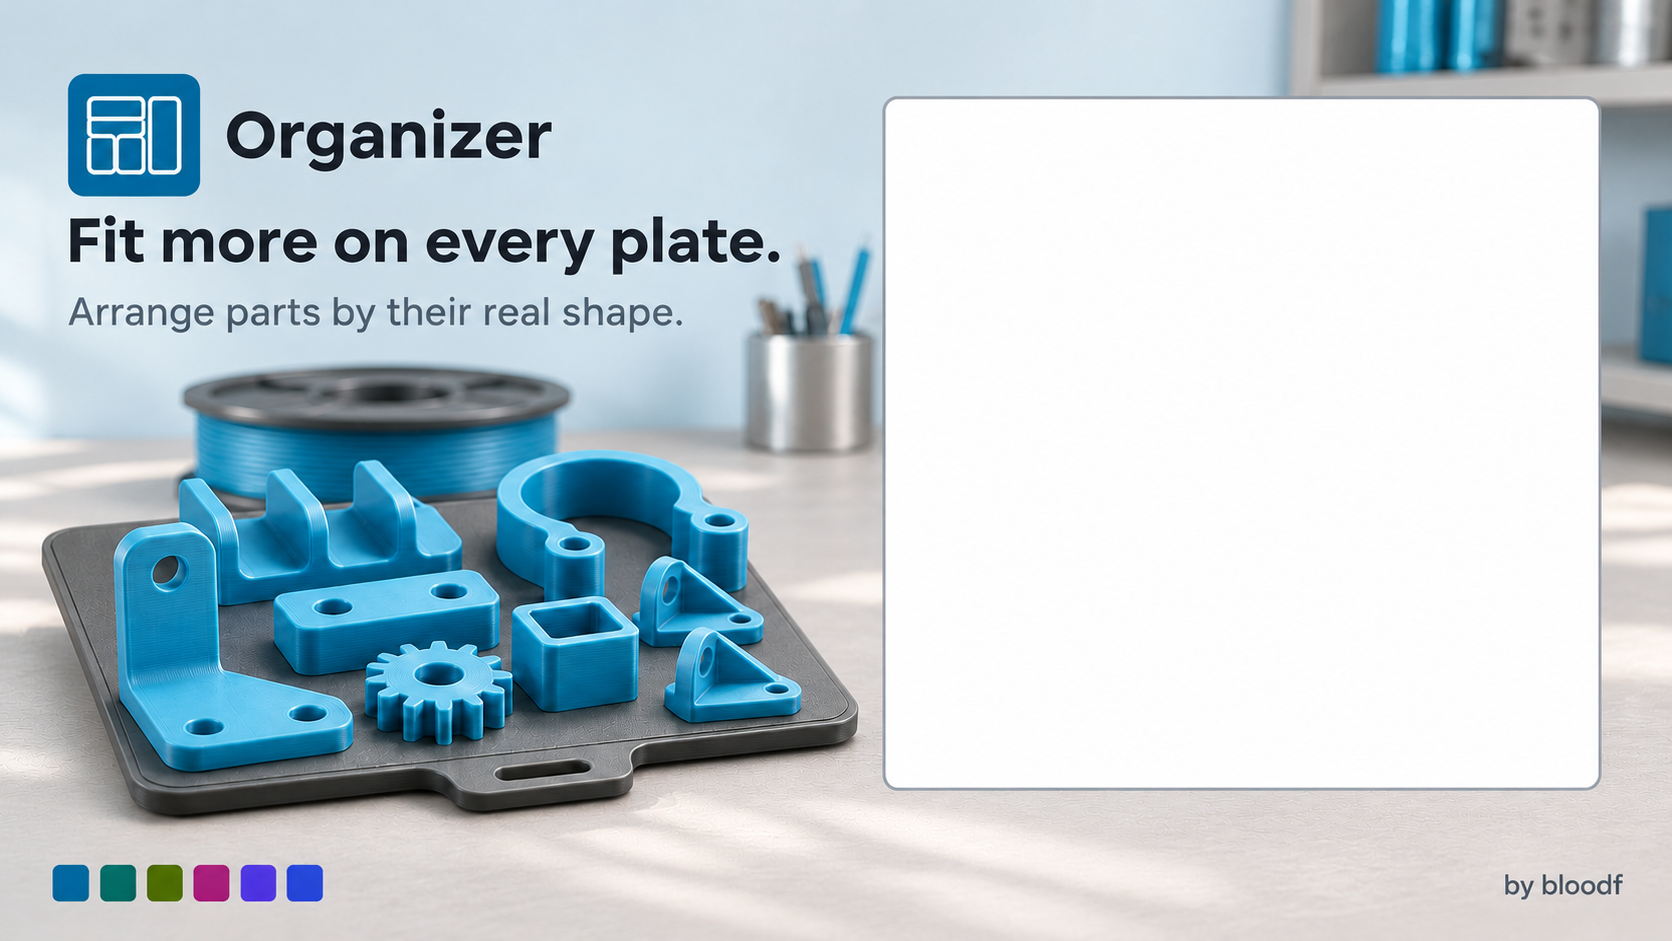 Organizer
Fit more on every plate.
Arrange parts by their real shape.
by bloodf